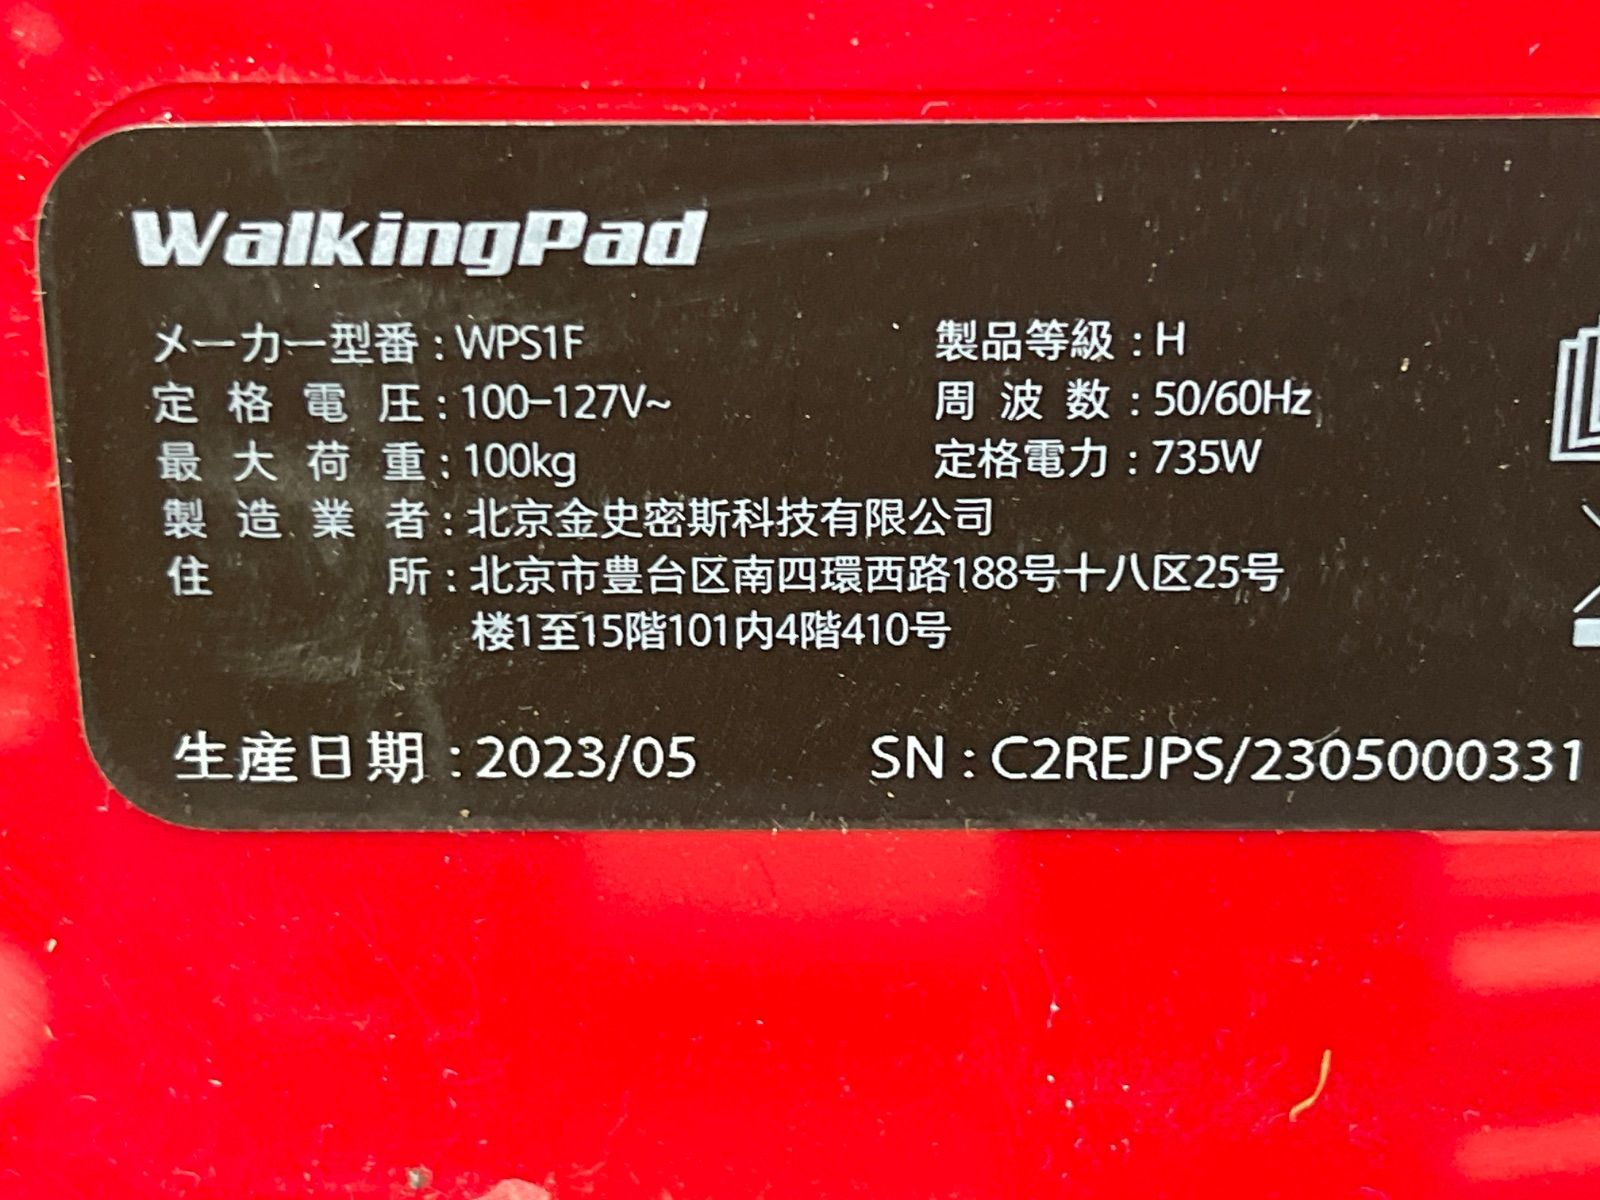 WalkingPad
メーカー型番：WPS1F 製品等級：H
定格電圧：100-127V~ 周波数：50/60Hz
最大荷重：100kg 定格電力：735W
製造業者：北京金史密斯科技有限公司
住所：北京市豊台区南四環西路188号十八区25号
楼1至15階101内4階410号
生産日期：2023/05 SN：C2REJPS/2305000331